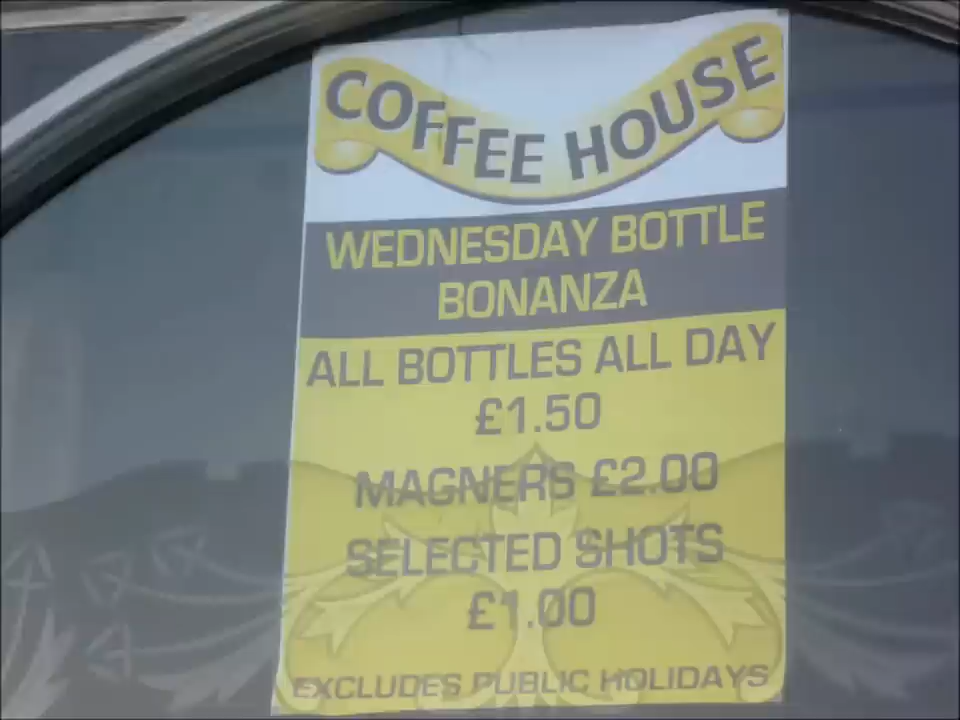 COFFEE HOUSE
WEDNESDAY BOTTLE
BONANZA
ALL BOTTLES ALL DAY
£1.50
MAGNERS £2.00
SELECTED SHOTS
£1.00
EXCLUDES PUBLIC HOLIDAYS